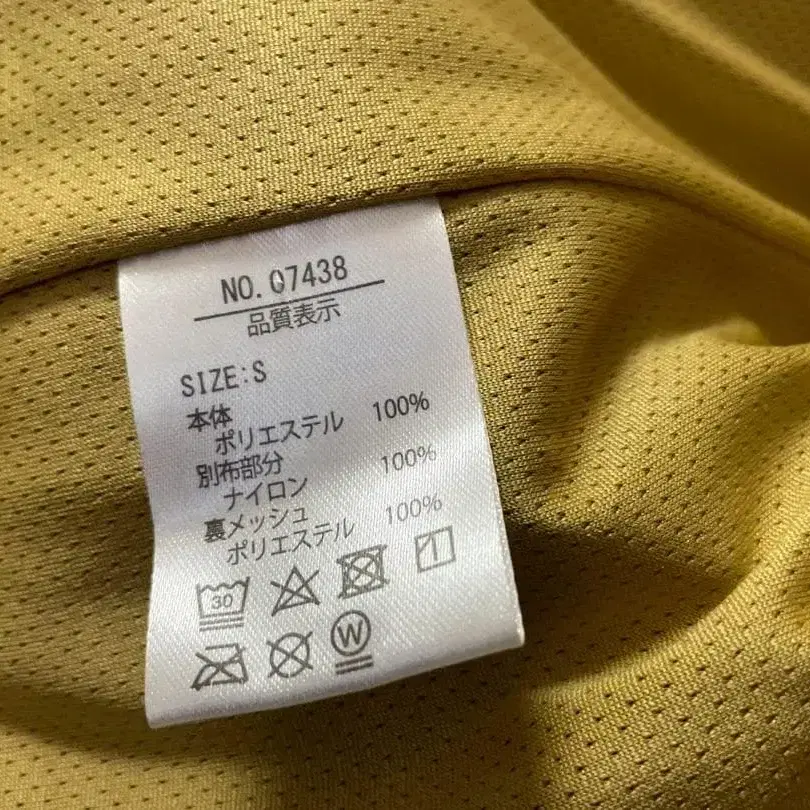 NO. 07438
品質表示
SIZE:S
本体
ポリエステル 100%
別布部分
ナイロン 100%
裏メッシュ
ポリエステル 100%
30
W